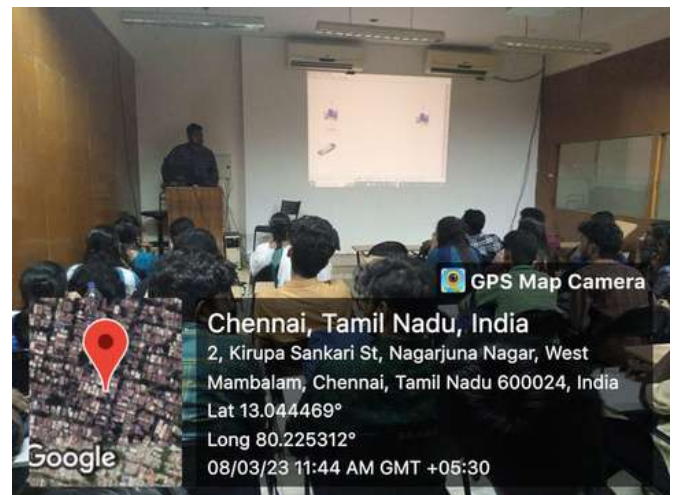 GPS Map Camera
Chennai, Tamil Nadu, India
2, Kirupa Sankari St, Nagarjuna Nagar, West
Mambalam, Chennai, Tamil Nadu 600024, India
Lat 13.044469°
Long 80.225312°
08/03/23 11:44 AM GMT +05:30
Google